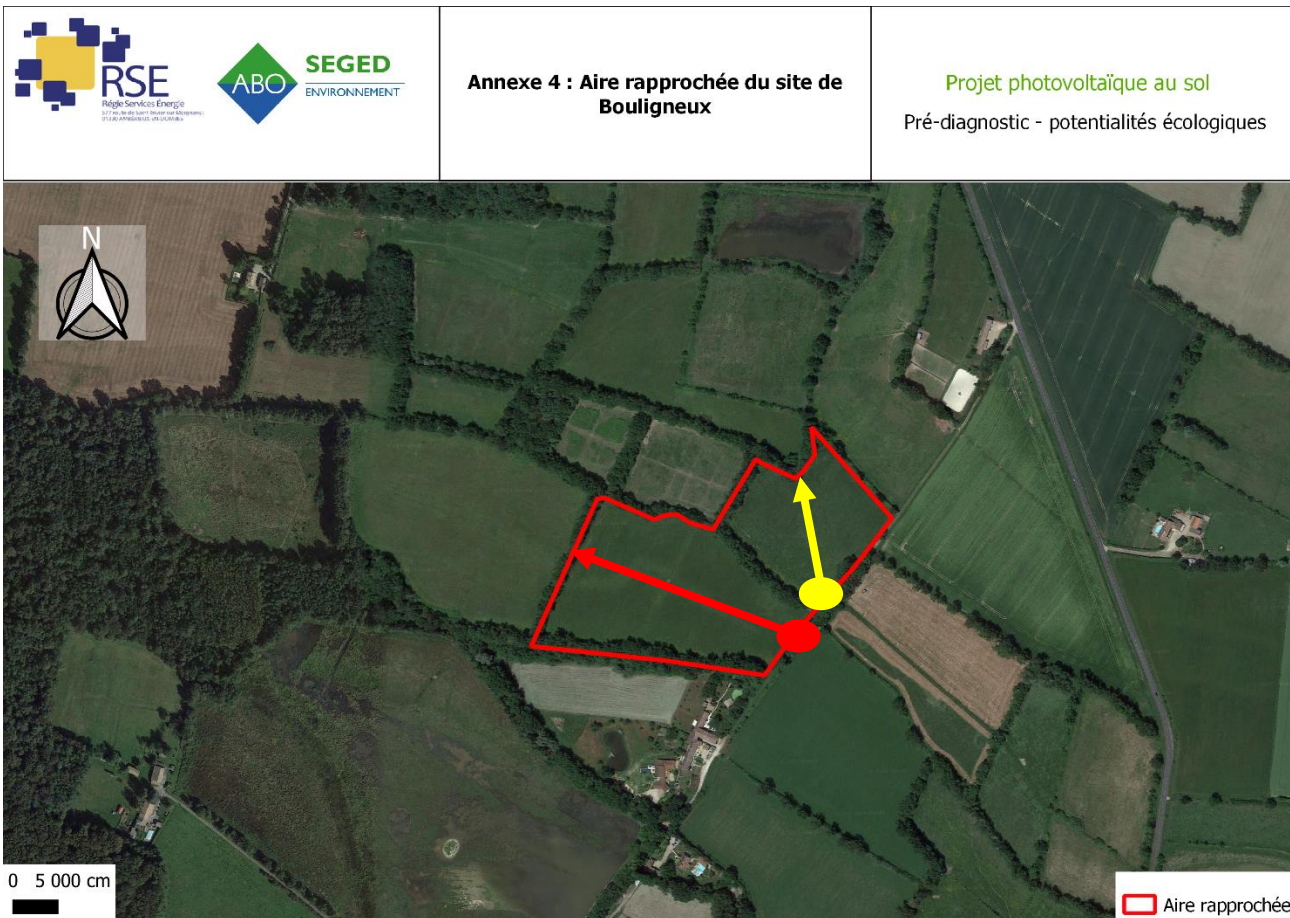 RSE
Régie Services Énergie
ABO
SEGED
ENVIRONNEMENT
Annexe 4 : Aire rapprochée du site de
Bouligneux
Projet photovoltaïque au sol
Pré-diagnostic - potentialités écologiques
N
0 5 000 cm
Aire rapprochée